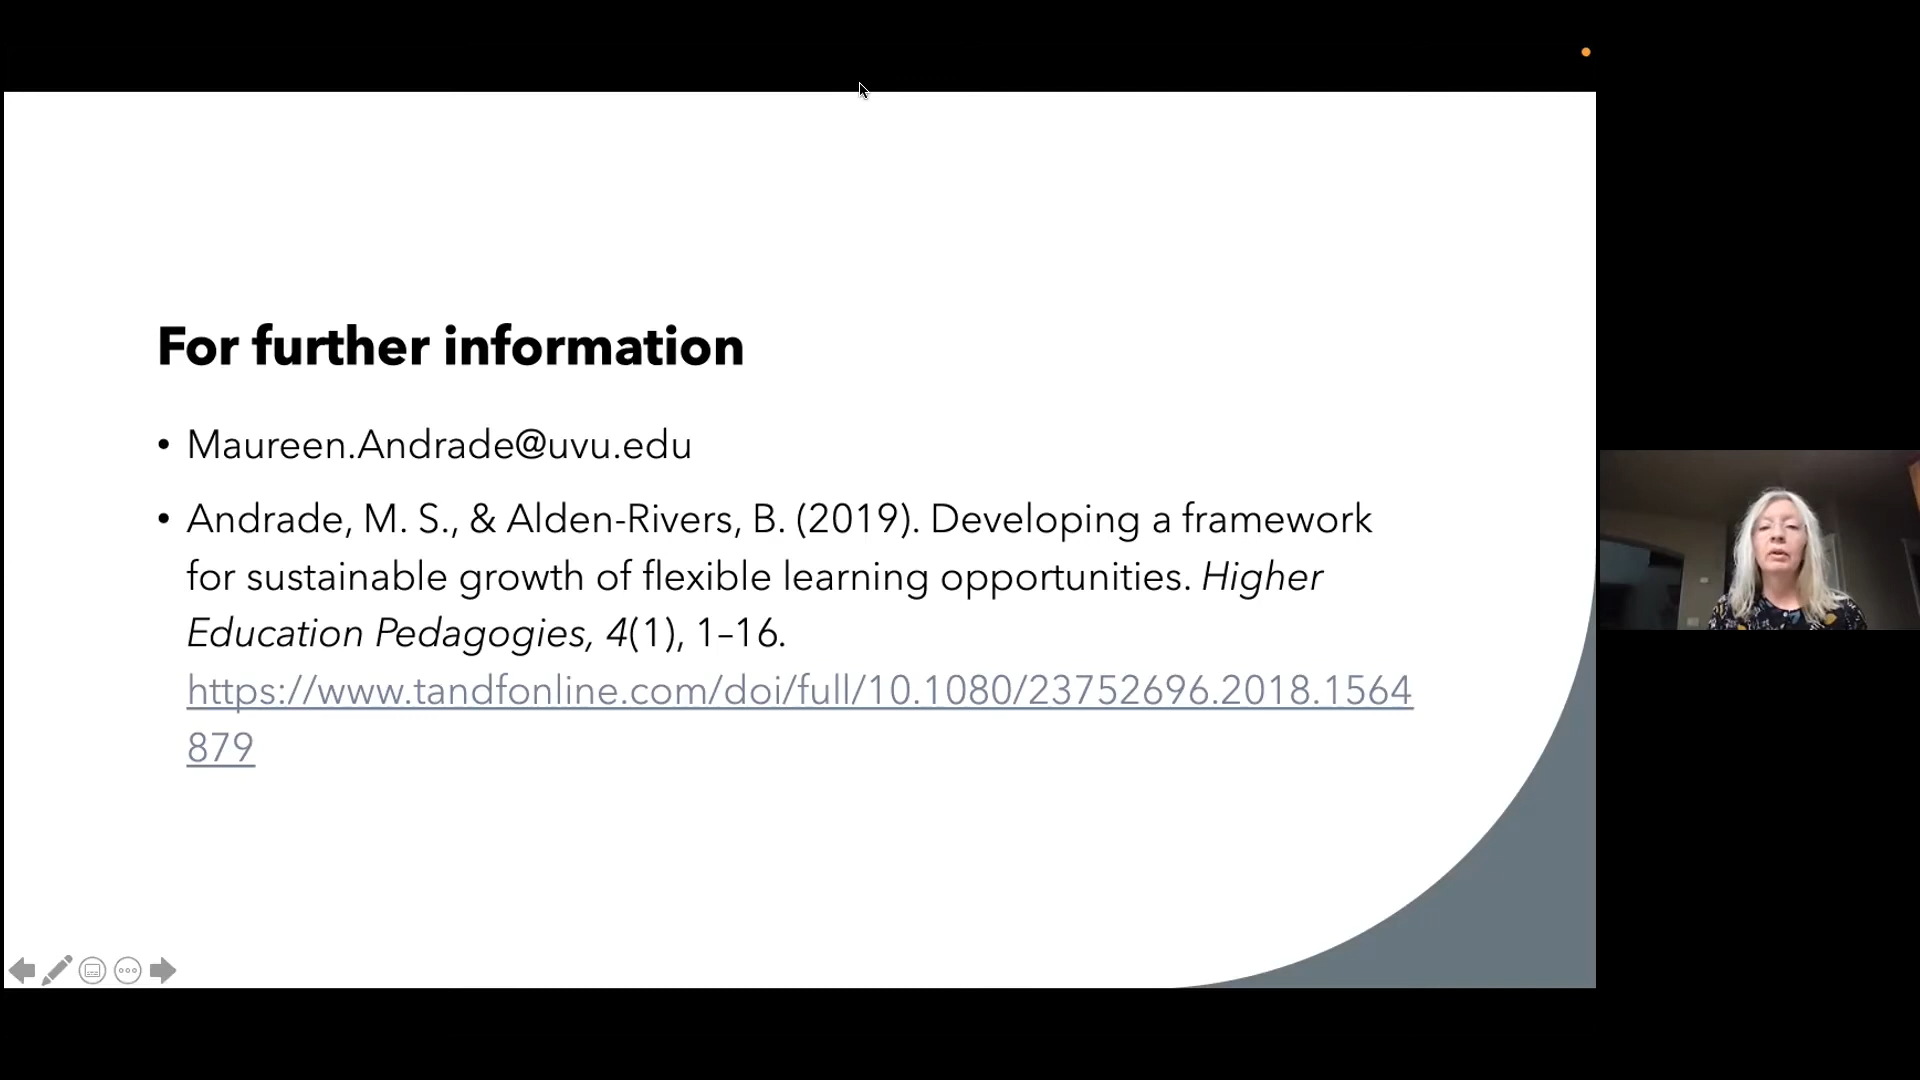 For further information
• Maureen.Andrade@uvu.edu
• Andrade, M. S., & Alden-Rivers, B. (2019). Developing a framework
for sustainable growth of flexible learning opportunities. Higher
Education Pedagogies, 4(1), 1–16.
https://www.tandfonline.com/doi/full/10.1080/23752696.2018.1564
879